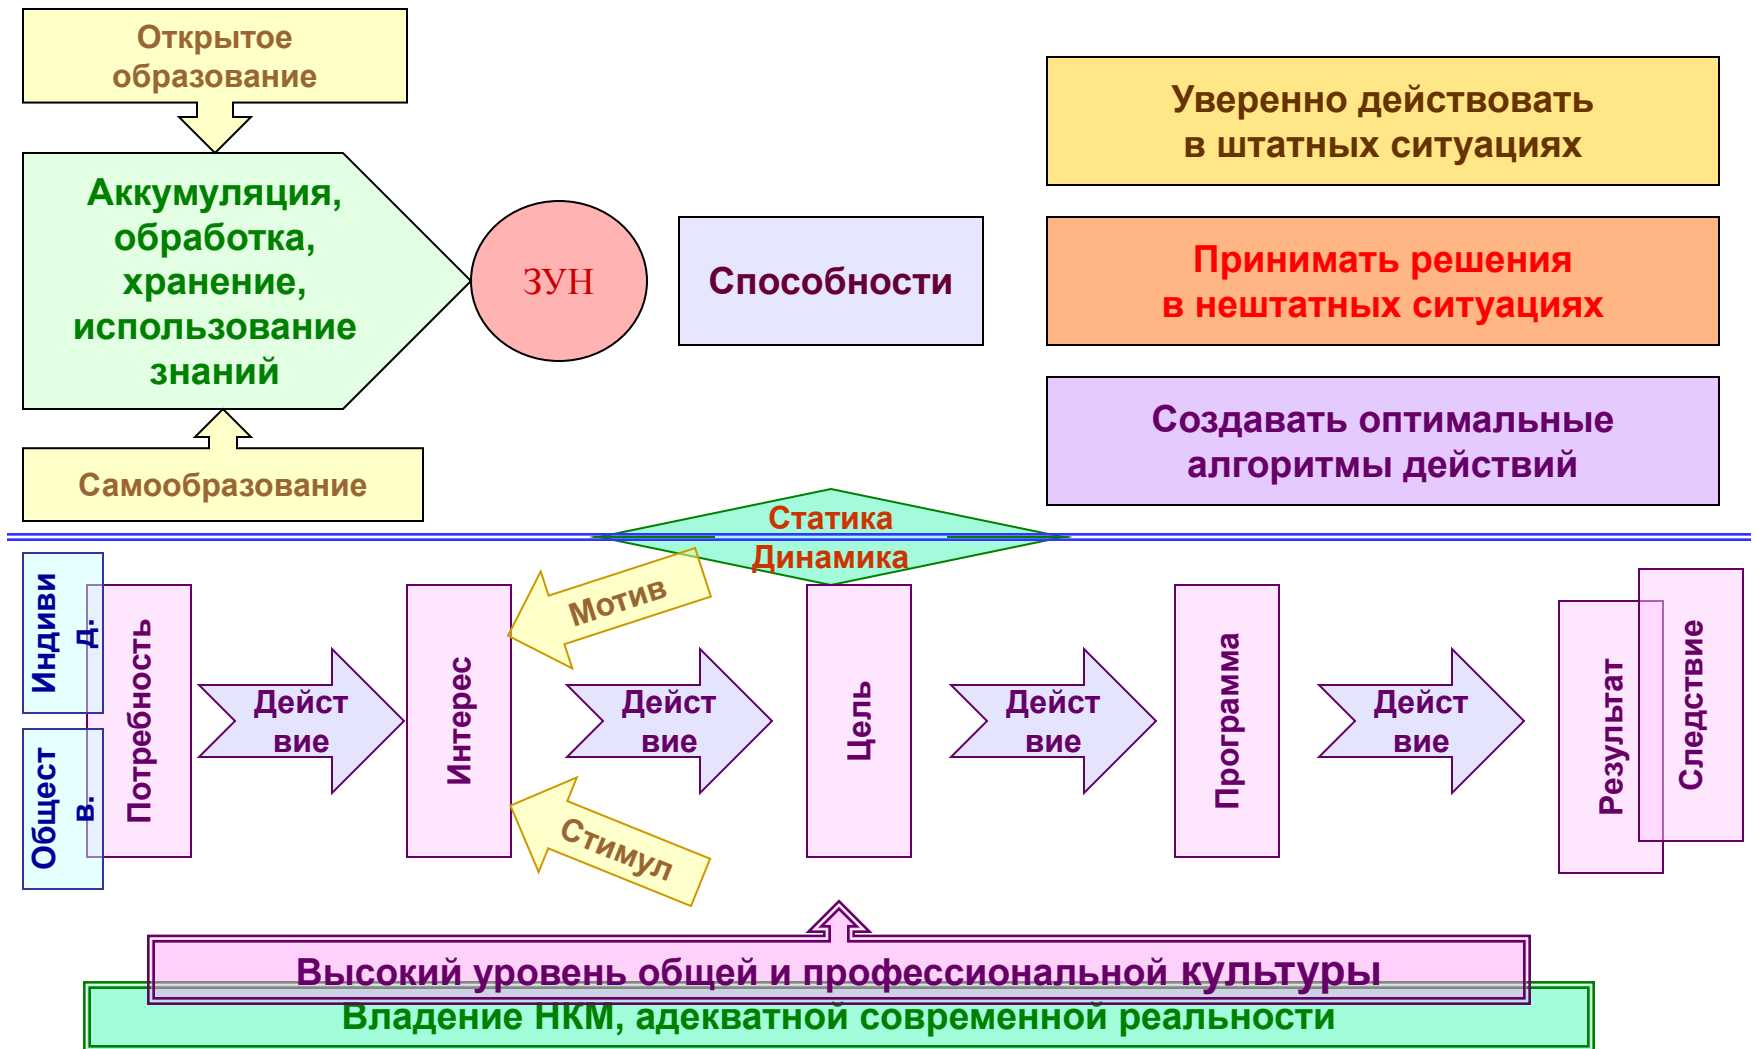 Открытое
образование
Аккумуляция,
обработка,
хранение,
использование
знаний
Самообразование
ЗУН
Способности
Уверенно действовать
в штатных ситуациях
Принимать решения
в нештатных ситуациях
Создавать оптимальные
алгоритмы действий
Статика
Динамика
Индиви
д.
Общест
в.
Потребность
Дейст
вие
Интерес
Мотив
Стимул
Дейст
вие
Цель
Дейст
вие
Программа
Дейст
вие
Результат
Следствие
Высокий уровень общей и профессиональной культуры
Владение НКМ, адекватной современной реальности